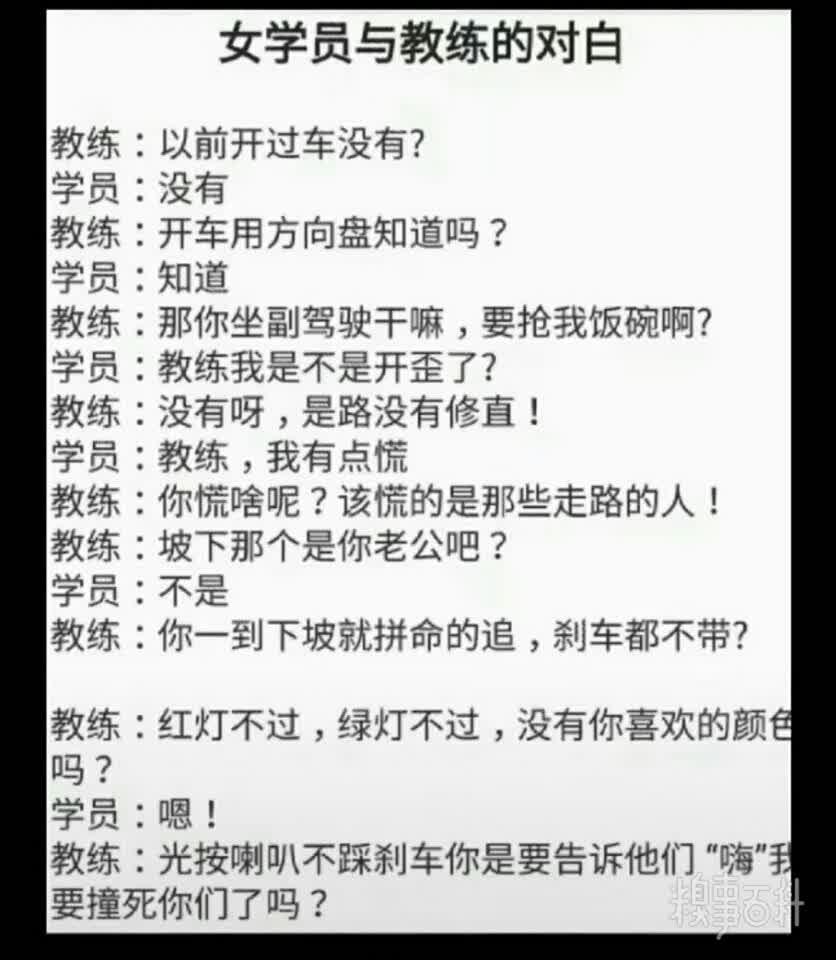 女学员与教练的对白
教练：以前开过车没有?
学员：没有
教练：开车用方向盘知道吗？
学员：知道
教练：那你坐副驾驶干嘛，要抢我饭碗啊?
学员：教练我是不是开歪了?
教练：没有呀，是路没有修直！
学员：教练，我有点慌
教练：你慌啥呢？该慌的是那些走路的人！
教练：坡下那个是你老公吧？
学员：不是
教练：你一到下坡就拼命的追，刹车都不带?
教练：红灯不过，绿灯不过，没有你喜欢的颜色
吗？
学员：嗯！
教练：光按喇叭不踩刹车你是要告诉他们“嗨”我
要撞死你们了吗？
糗事百科